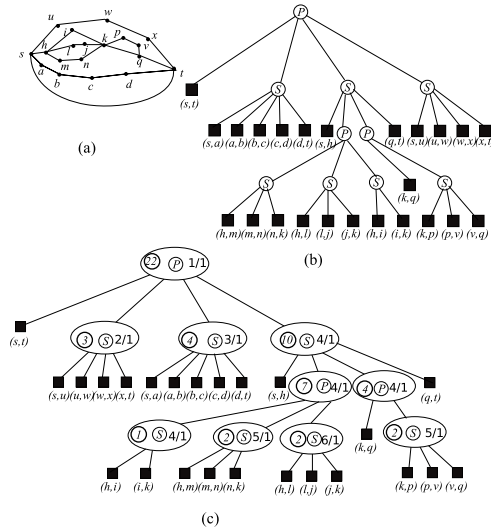 u w x
i p v
h l j k
s m n q
a b c d t
(a)
P
(s,t) S S S
(s,a)(a,b)(b,c)(c,d)(d,t) (s,h) P P (q,t) (s,u)(u,w)(w,x)(x,t)
S S S (k,q) S
(h,m)(m,n)(n,k) (h,l) (l,j) (j,k) (h,i) (i,k) (k,p) (p,v) (v,q)
(b)
22 P 1/1
(s,t)
3 S 2/1 4 S 3/1 10 S 4/1
(s,u)(u,w)(w,x)(x,t) (s,a) (a,b)(b,c)(c,d)(d,t) (s,h) 7 P 4/1 4 P 4/1 (q,t)
1 S 4/1 2 S 5/1 2 S 6/1 (k,q) 2 S 5/1
(h,i) (i,k) (h,m)(m,n)(n,k) (h,l) (l,j) (j,k) (k,p) (p,v) (v,q)
(c)